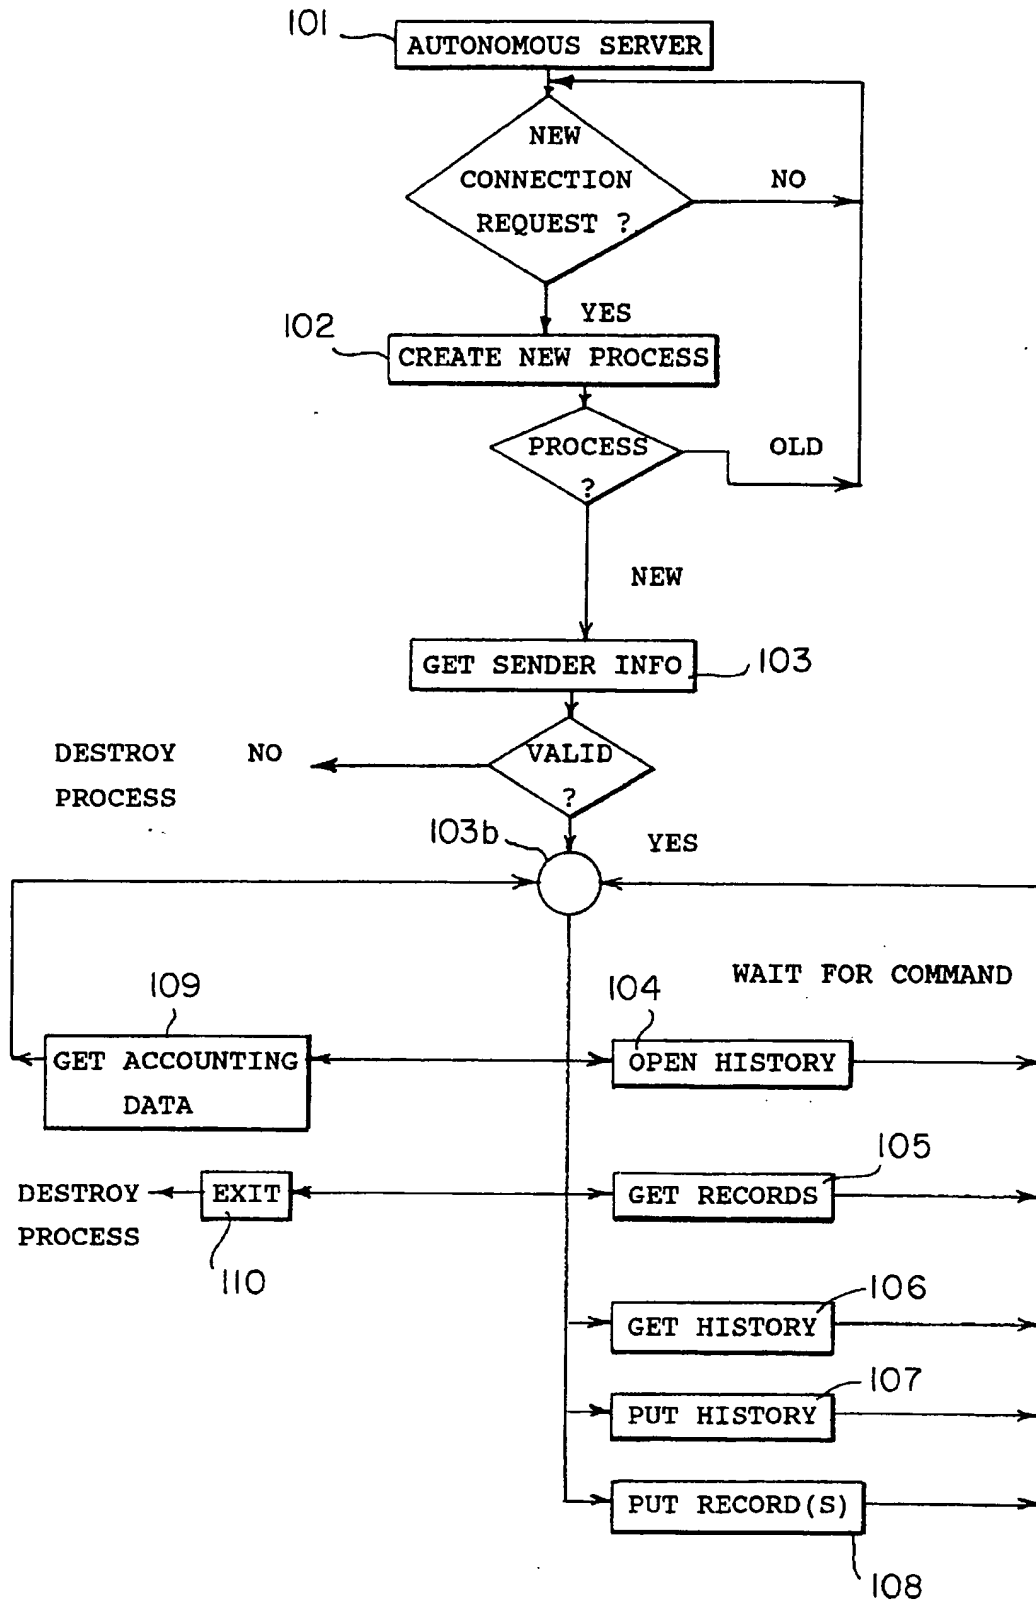 101
AUTONOMOUS SERVER
NEW
CONNECTION
REQUEST ?
NO
YES
102
CREATE NEW PROCESS
PROCESS
?
OLD
NEW
GET SENDER INFO
103
VALID
?
NO
DESTROY
PROCESS
103b
YES
WAIT FOR COMMAND
109
GET ACCOUNTING
DATA
104
OPEN HISTORY
105
GET RECORDS
DESTROY
PROCESS
EXIT
110
106
GET HISTORY
107
PUT HISTORY
PUT RECORD(S)
108